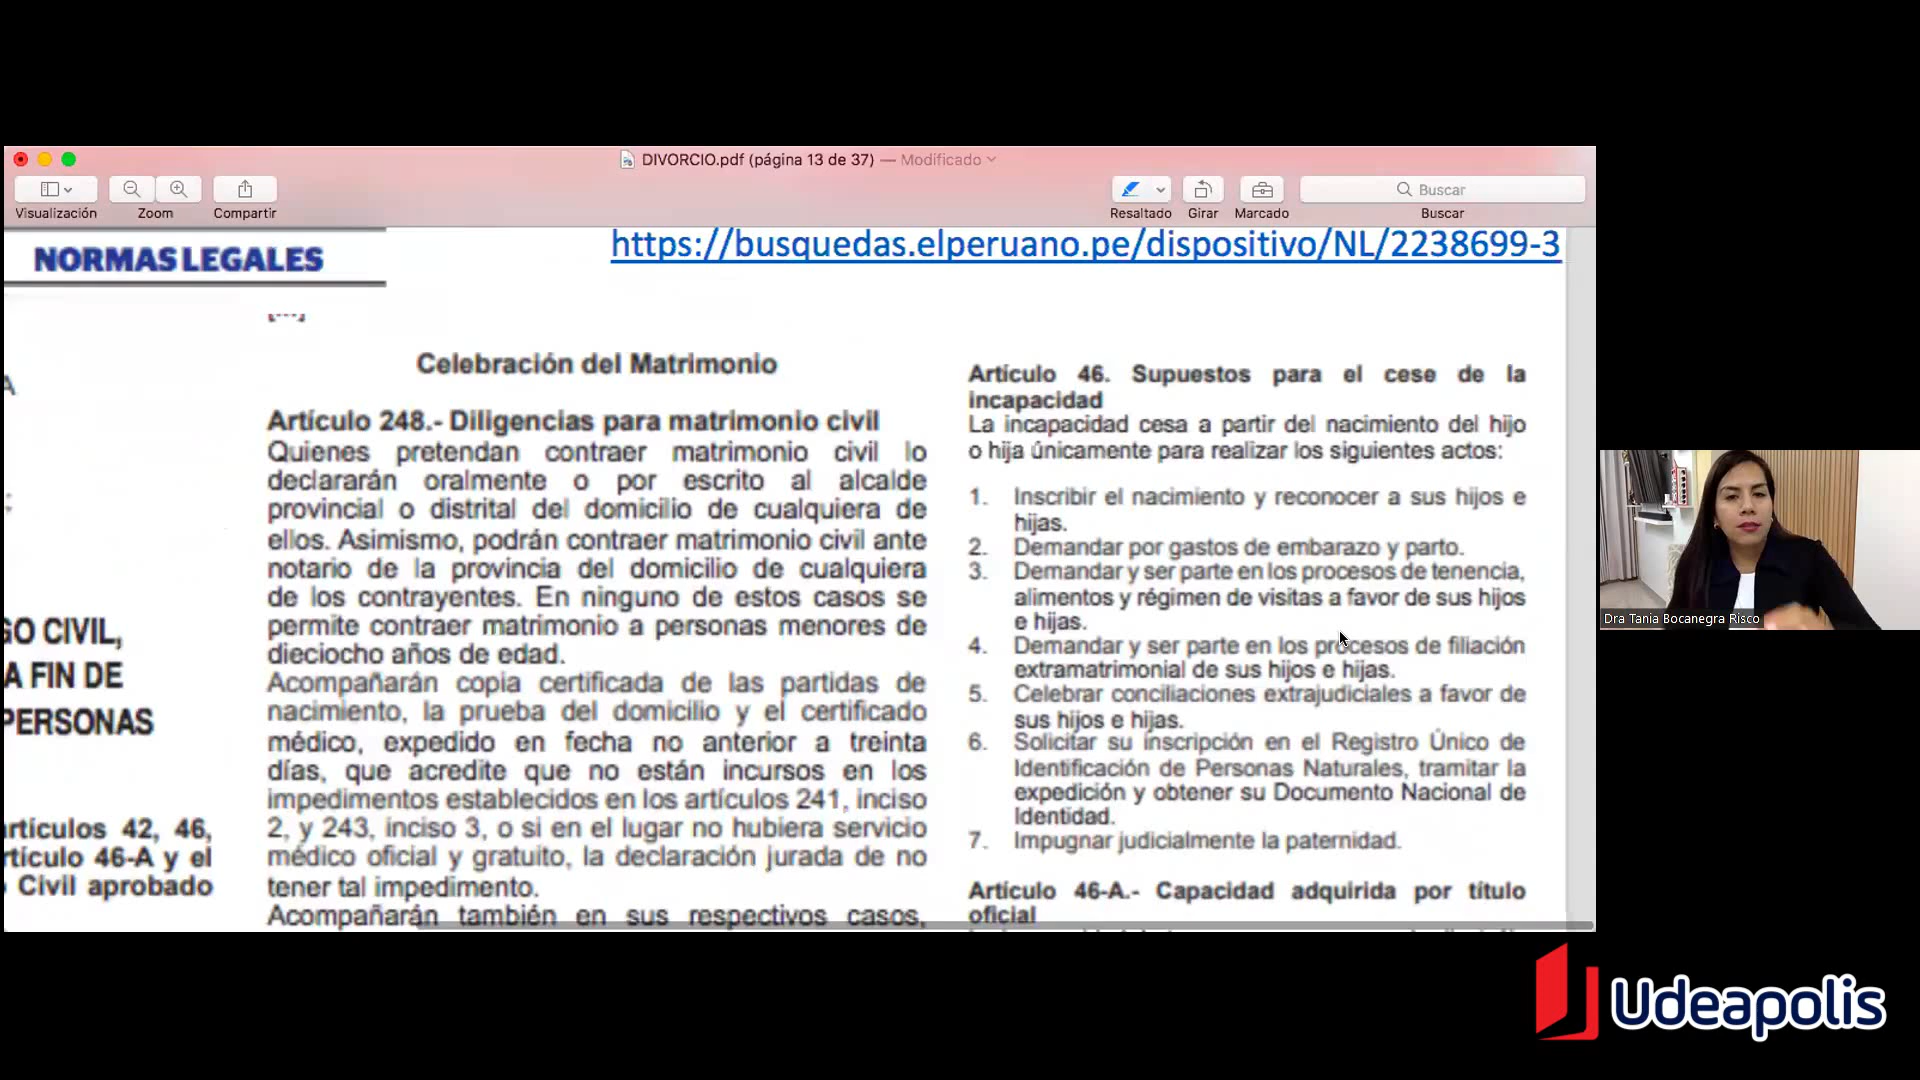 DIVORCIO.pdf (página 13 de 37) — Modificado
Visualización
Zoom
Compartir
Resaltado
Girar
Marcado
Buscar
Buscar
NORMAS LEGALES
https://busquedas.elperuano.pe/dispositivo/NL/2238699-3
A
GO CIVIL,
A FIN DE
PERSONAS
rtículos 42, 46,
rtículo 46-A y el
Civil aprobado
[...]
Celebración del Matrimonio
Artículo 248.- Diligencias para matrimonio civil
Quienes pretendan contraer matrimonio civil lo
declararán oralmente o por escrito al alcalde
provincial o distrital del domicilio de cualquiera de
ellos. Asimismo, podrán contraer matrimonio civil ante
notario de la provincia del domicilio de cualquiera
de los contrayentes. En ninguno de estos casos se
permite contraer matrimonio a personas menores de
dieciocho años de edad.
Acompañarán copia certificada de las partidas de
nacimiento, la prueba del domicilio y el certificado
médico, expedido en fecha no anterior a treinta
días, que acredite que no están incursos en los
impedimentos establecidos en los artículos 241, inciso
2, y 243, inciso 3, o si en el lugar no hubiera servicio
médico oficial y gratuito, la declaración jurada de no
tener tal impedimento.
Acompañarán también en sus respectivos casos,
Artículo 46. Supuestos para el cese de la
incapacidad
La incapacidad cesa a partir del nacimiento del hijo
o hija únicamente para realizar los siguientes actos:
1. Inscribir el nacimiento y reconocer a sus hijos e
hijas.
2. Demandar por gastos de embarazo y parto.
3. Demandar y ser parte en los procesos de tenencia,
alimentos y régimen de visitas a favor de sus hijos
e hijas.
4. Demandar y ser parte en los procesos de filiación
extramatrimonial de sus hijos e hijas.
5. Celebrar conciliaciones extrajudiciales a favor de
sus hijos e hijas.
6. Solicitar su inscripción en el Registro Único de
Identificación de Personas Naturales, tramitar la
expedición y obtener su Documento Nacional de
Identidad.
7. Impugnar judicialmente la paternidad.
Artículo 46-A.- Capacidad adquirida por título
oficial
Dra Tania Bocanegra Risco
Udeapolis